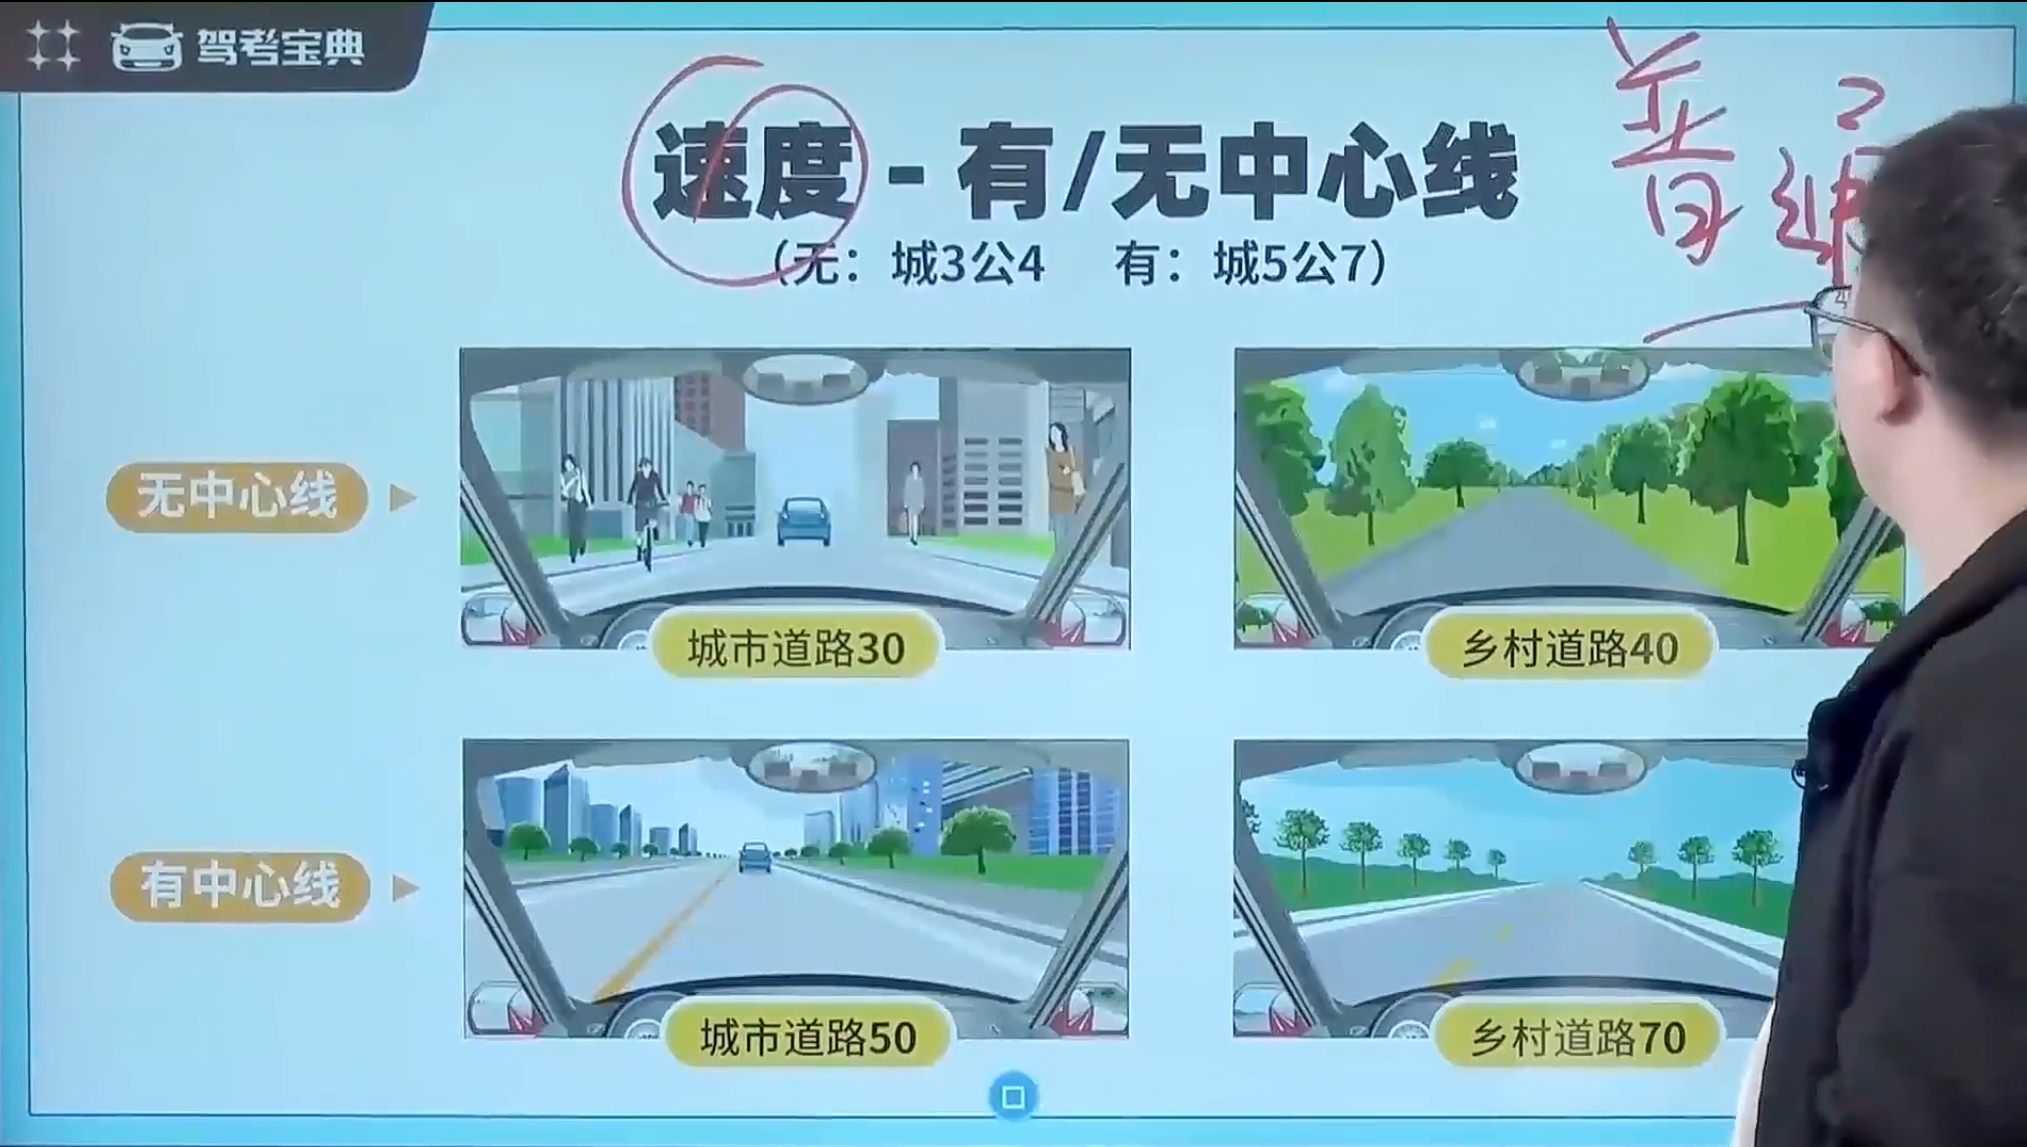 驾考宝典
速度-有/无中心线
普通
（无：城3公4 有：城5公7）
无中心线
城市道路30
乡村道路40
有中心线
城市道路50
乡村道路70